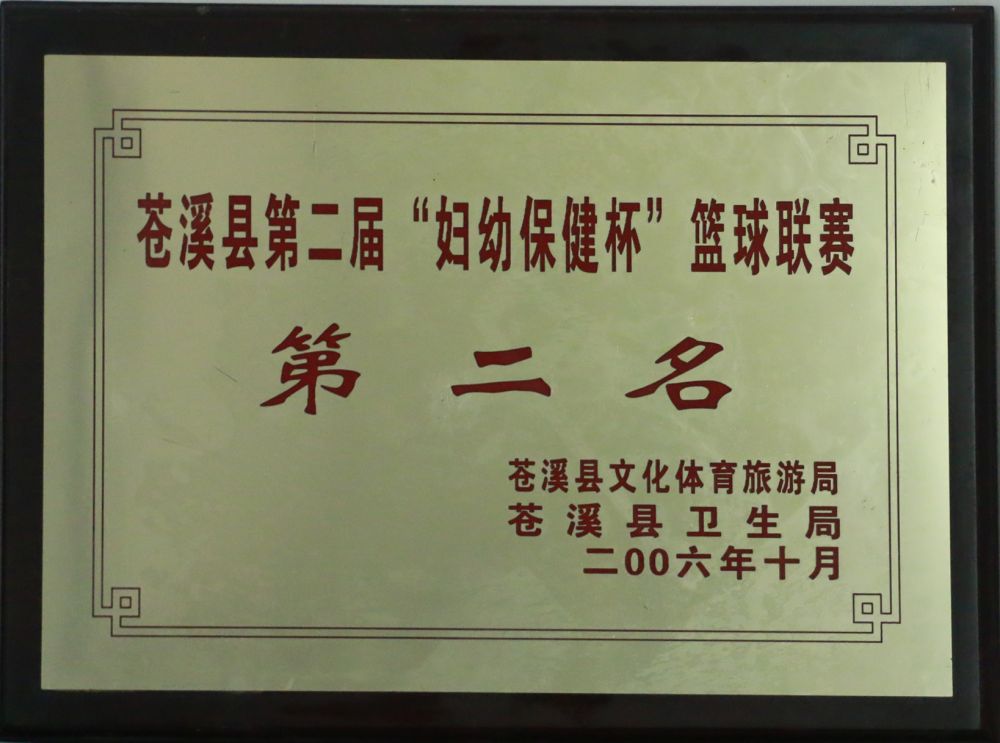 苍溪县第二届“妇幼保健杯”篮球联赛
第二名
苍溪县文化体育旅游局
苍溪县卫生局
二00六年十月